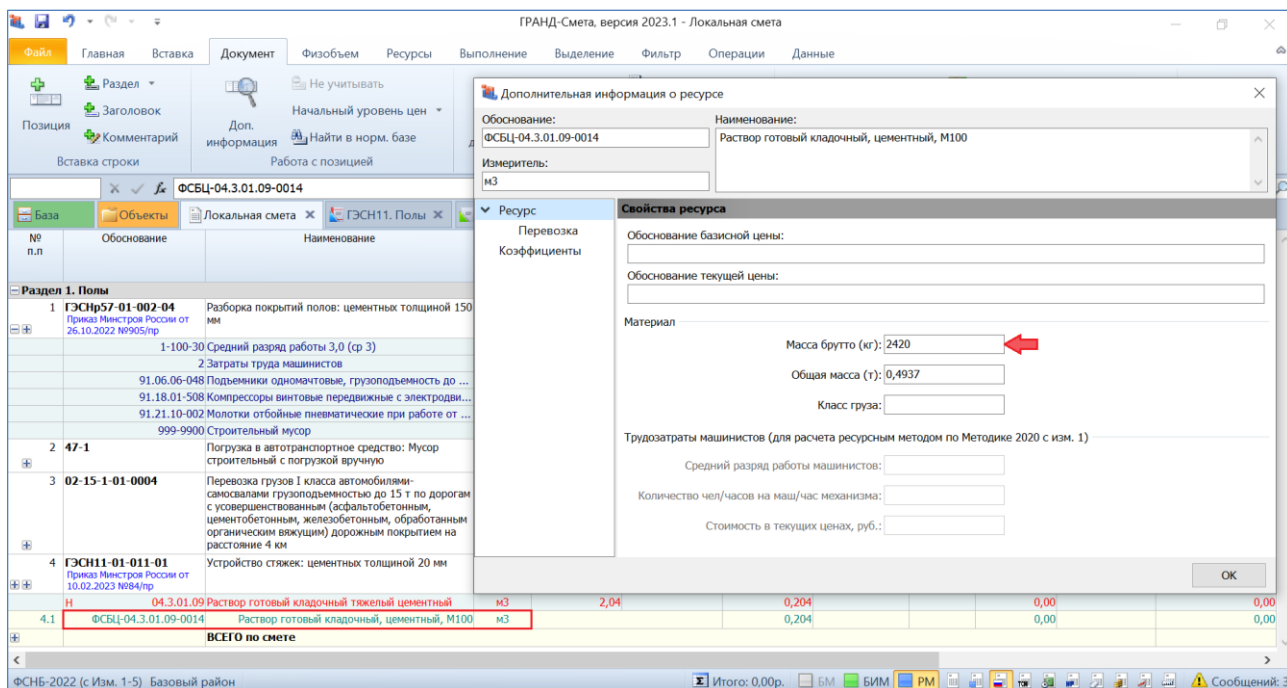 ГРАНД-Смета, версия 2023.1 - Локальная смета
Файл Главная Вставка Документ Физобъем Ресурсы Выполнение Выделение Фильтр Операции Данные
Позиция
Раздел
Заголовок
Комментарий
Вставка строки
Доп.
информация
Не учитывать
Начальный уровень цен
Найти в норм. базе
Работа с позицией
fx ФСБЦ-04.3.01.09-0014
База Объекты Локальная смета ГЭСН11. Полы
№
п.п
Обоснование Наименование
Раздел 1. Полы
1 ГЭСНр57-01-002-04 Разборка покрытий полов: цементных толщиной 150
Приказ Минстроя России от мм
26.10.2022 №905/пр
1-100-30 Средний разряд работы 3,0 (ср 3)
2 Затраты труда машинистов
91.06.06-048 Подъемники одномачтовые, грузоподъемность до ...
91.18.01-508 Компрессоры винтовые передвижные с электродви...
91.21.10-002 Молотки отбойные пневматические при работе от ...
999-9900 Строительный мусор
2 47-1 Погрузка в автотранспортное средство: Мусор
строительный с погрузкой вручную
3 02-15-1-01-0004 Перевозка грузов I класса автомобилями-
самосвалами грузоподъемностью до 15 т по дорогам
с усовершенствованным (асфальтобетонным,
цементобетонным, железобетонным, обработанным
органическим вяжущим) дорожным покрытием на
расстояние 4 км
4 ГЭСН11-01-011-01 Устройство стяжек: цементных толщиной 20 мм
Приказ Минстроя России от
10.02.2023 №84/пр
Н 04.3.01.09 Раствор готовый кладочный тяжелый цементный м3 2,04 0,204 0,00 0,00
4.1 ФСБЦ-04.3.01.09-0014 Раствор готовый кладочный, цементный, М100 м3 0,204 0,00 0,00
ВСЕГО по смете
Дополнительная информация о ресурсе
Обоснование: Наименование:
ФСБЦ-04.3.01.09-0014 Раствор готовый кладочный, цементный, М100
Измеритель:
м3
Ресурс
Перевозка
Коэффициенты
Свойства ресурса
Обоснование базисной цены:
Обоснование текущей цены:
Материал
Масса брутто (кг): 2420
Общая масса (т): 0,4937
Класс груза:
Трудозатраты машинистов (для расчета ресурсным методом по Методике 2020 с изм. 1)
Средний разряд работы машинистов:
Количество чел/часов на маш/час механизма:
Стоимость в текущих ценах, руб.:
OK
ФСНБ-2022 (с Изм. 1-5) Базовый район Итого: 0,00р. БМ БИМ РМ Сообщений: